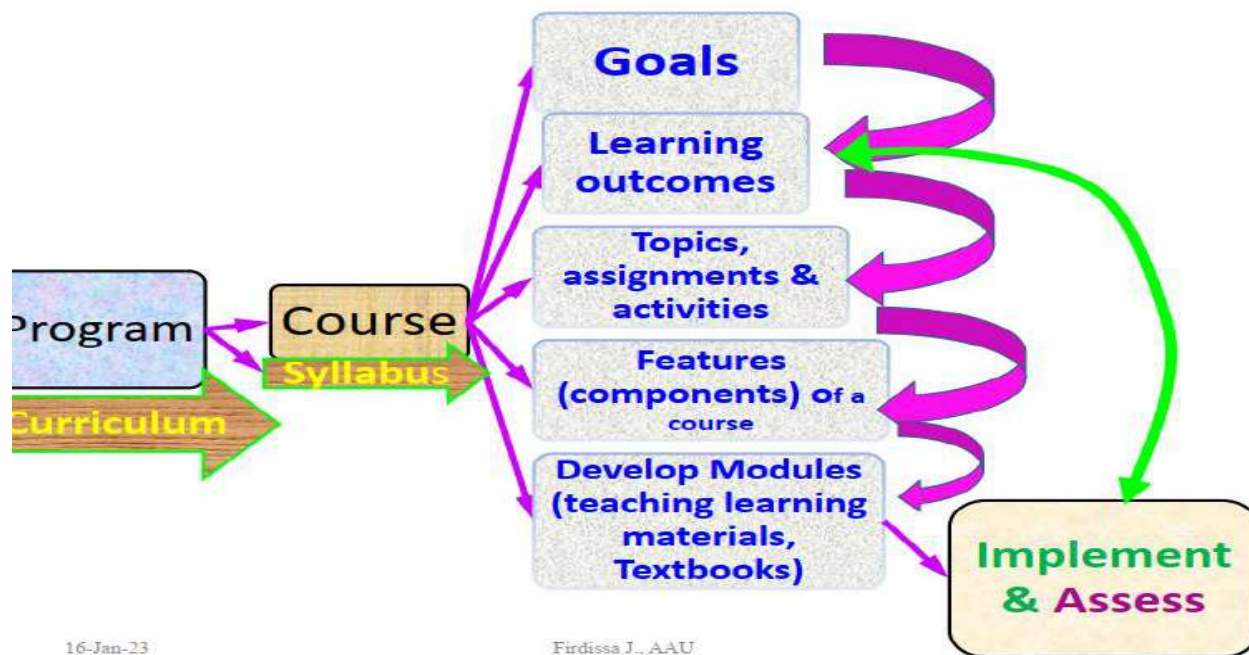 Goals
Learning
outcomes
Topics,
assignments &
activities
Program
Course
Syllabus
Curriculum
Features
(components) of a
course
Develop Modules
(teaching learning
materials,
Textbooks)
Implement
& Assess
16-Jan-23
Firdissa J., AAU